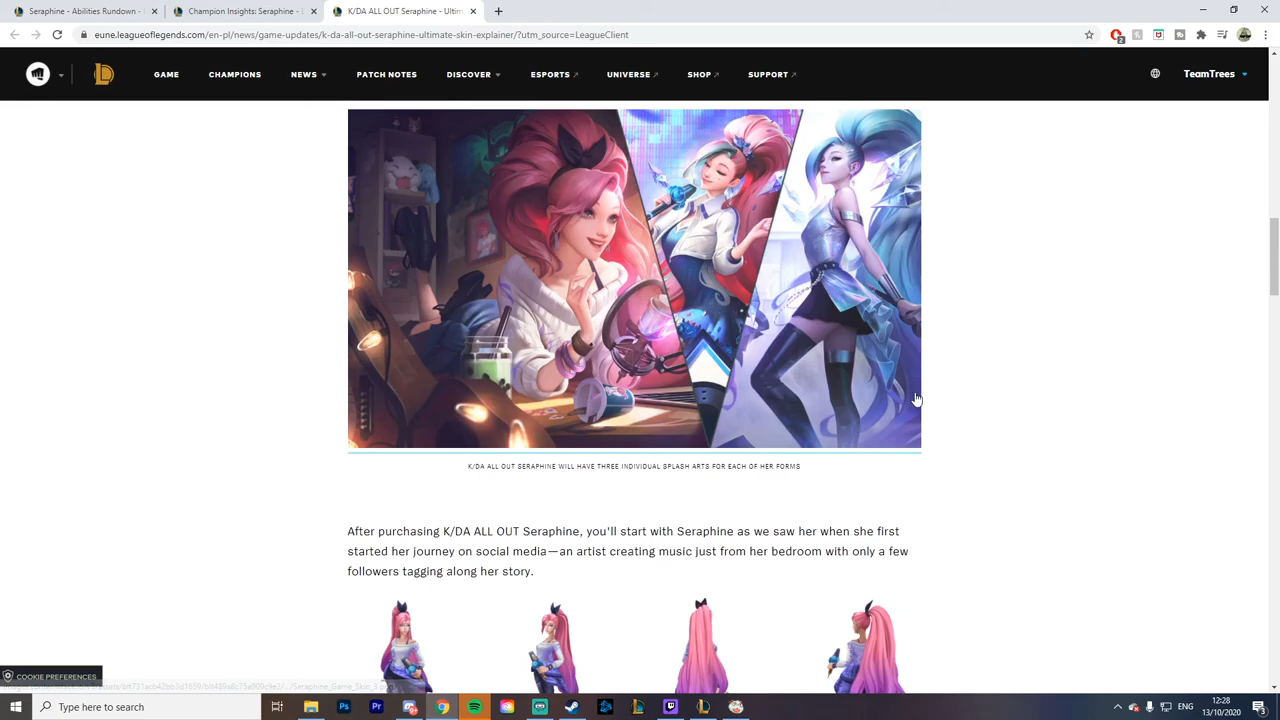 Seraphine - Abilities Rundown -
Champion Insights: Seraphine - L
K/DA ALL OUT Seraphine - Ultim
eune.leagueoflegends.com/en-pl/news/game-updates/k-da-all-out-seraphine-ultimate-skin-explainer/?utm_source=LeagueClient
2
GAME
CHAMPIONS
NEWS
PATCH NOTES
DISCOVER
ESPORTS
UNIVERSE
SHOP
SUPPORT
TeamTrees
K/DA ALL OUT SERAPHINE WILL HAVE THREE INDIVIDUAL SPLASH ARTS FOR EACH OF HER FORMS
After purchasing K/DA ALL OUT Seraphine, you'll start with Seraphine as we saw her when she first
started her journey on social media—an artist creating music just from her bedroom with only a few
followers tagging along her story.
COOKIE PREFERENCES
Type here to search
Ps
Pr
ENG
12:28
13/10/2020
3